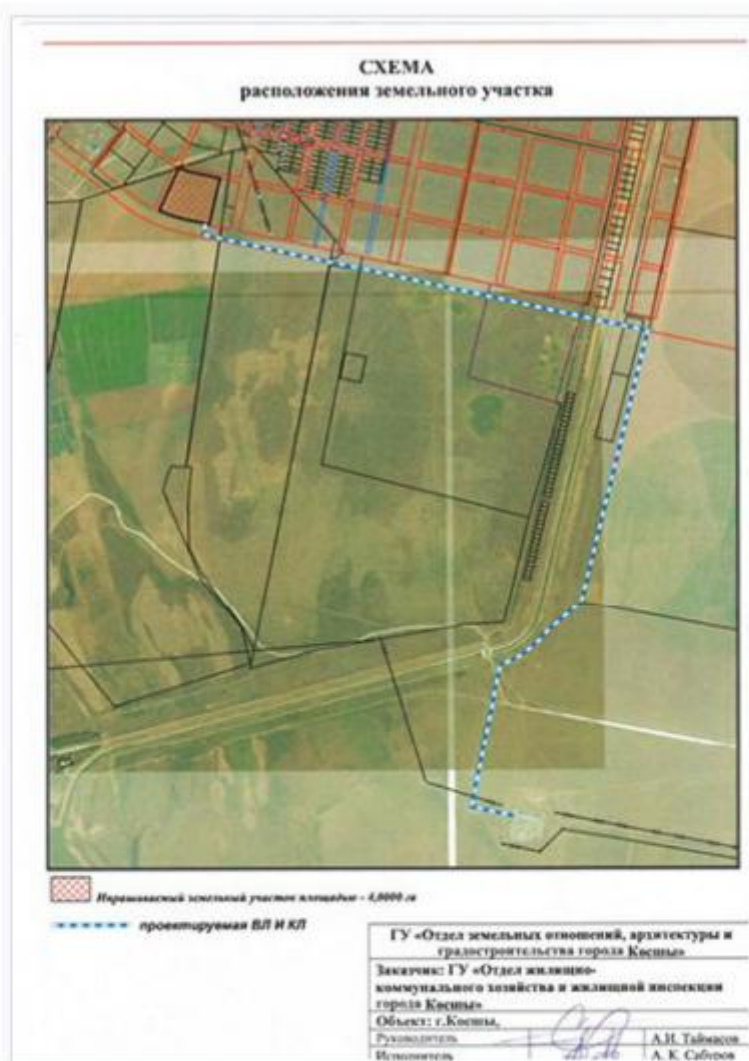 СХЕМА
расположения земельного участка
Испрашиваемый земельный участок площадью – 4,0000 га
проектируемая ВЛ И КЛ
ГУ «Отдел земельных отношений, архитектуры и
градостроительства города Косшы»
Заказчик: ГУ «Отдел жилищно-
коммунального хозяйства и жилищной инспекции
города Косшы»
Объект: г.Косшы,
Руководитель
А.И. Таймасов
Исполнитель
А. К. Сабуров